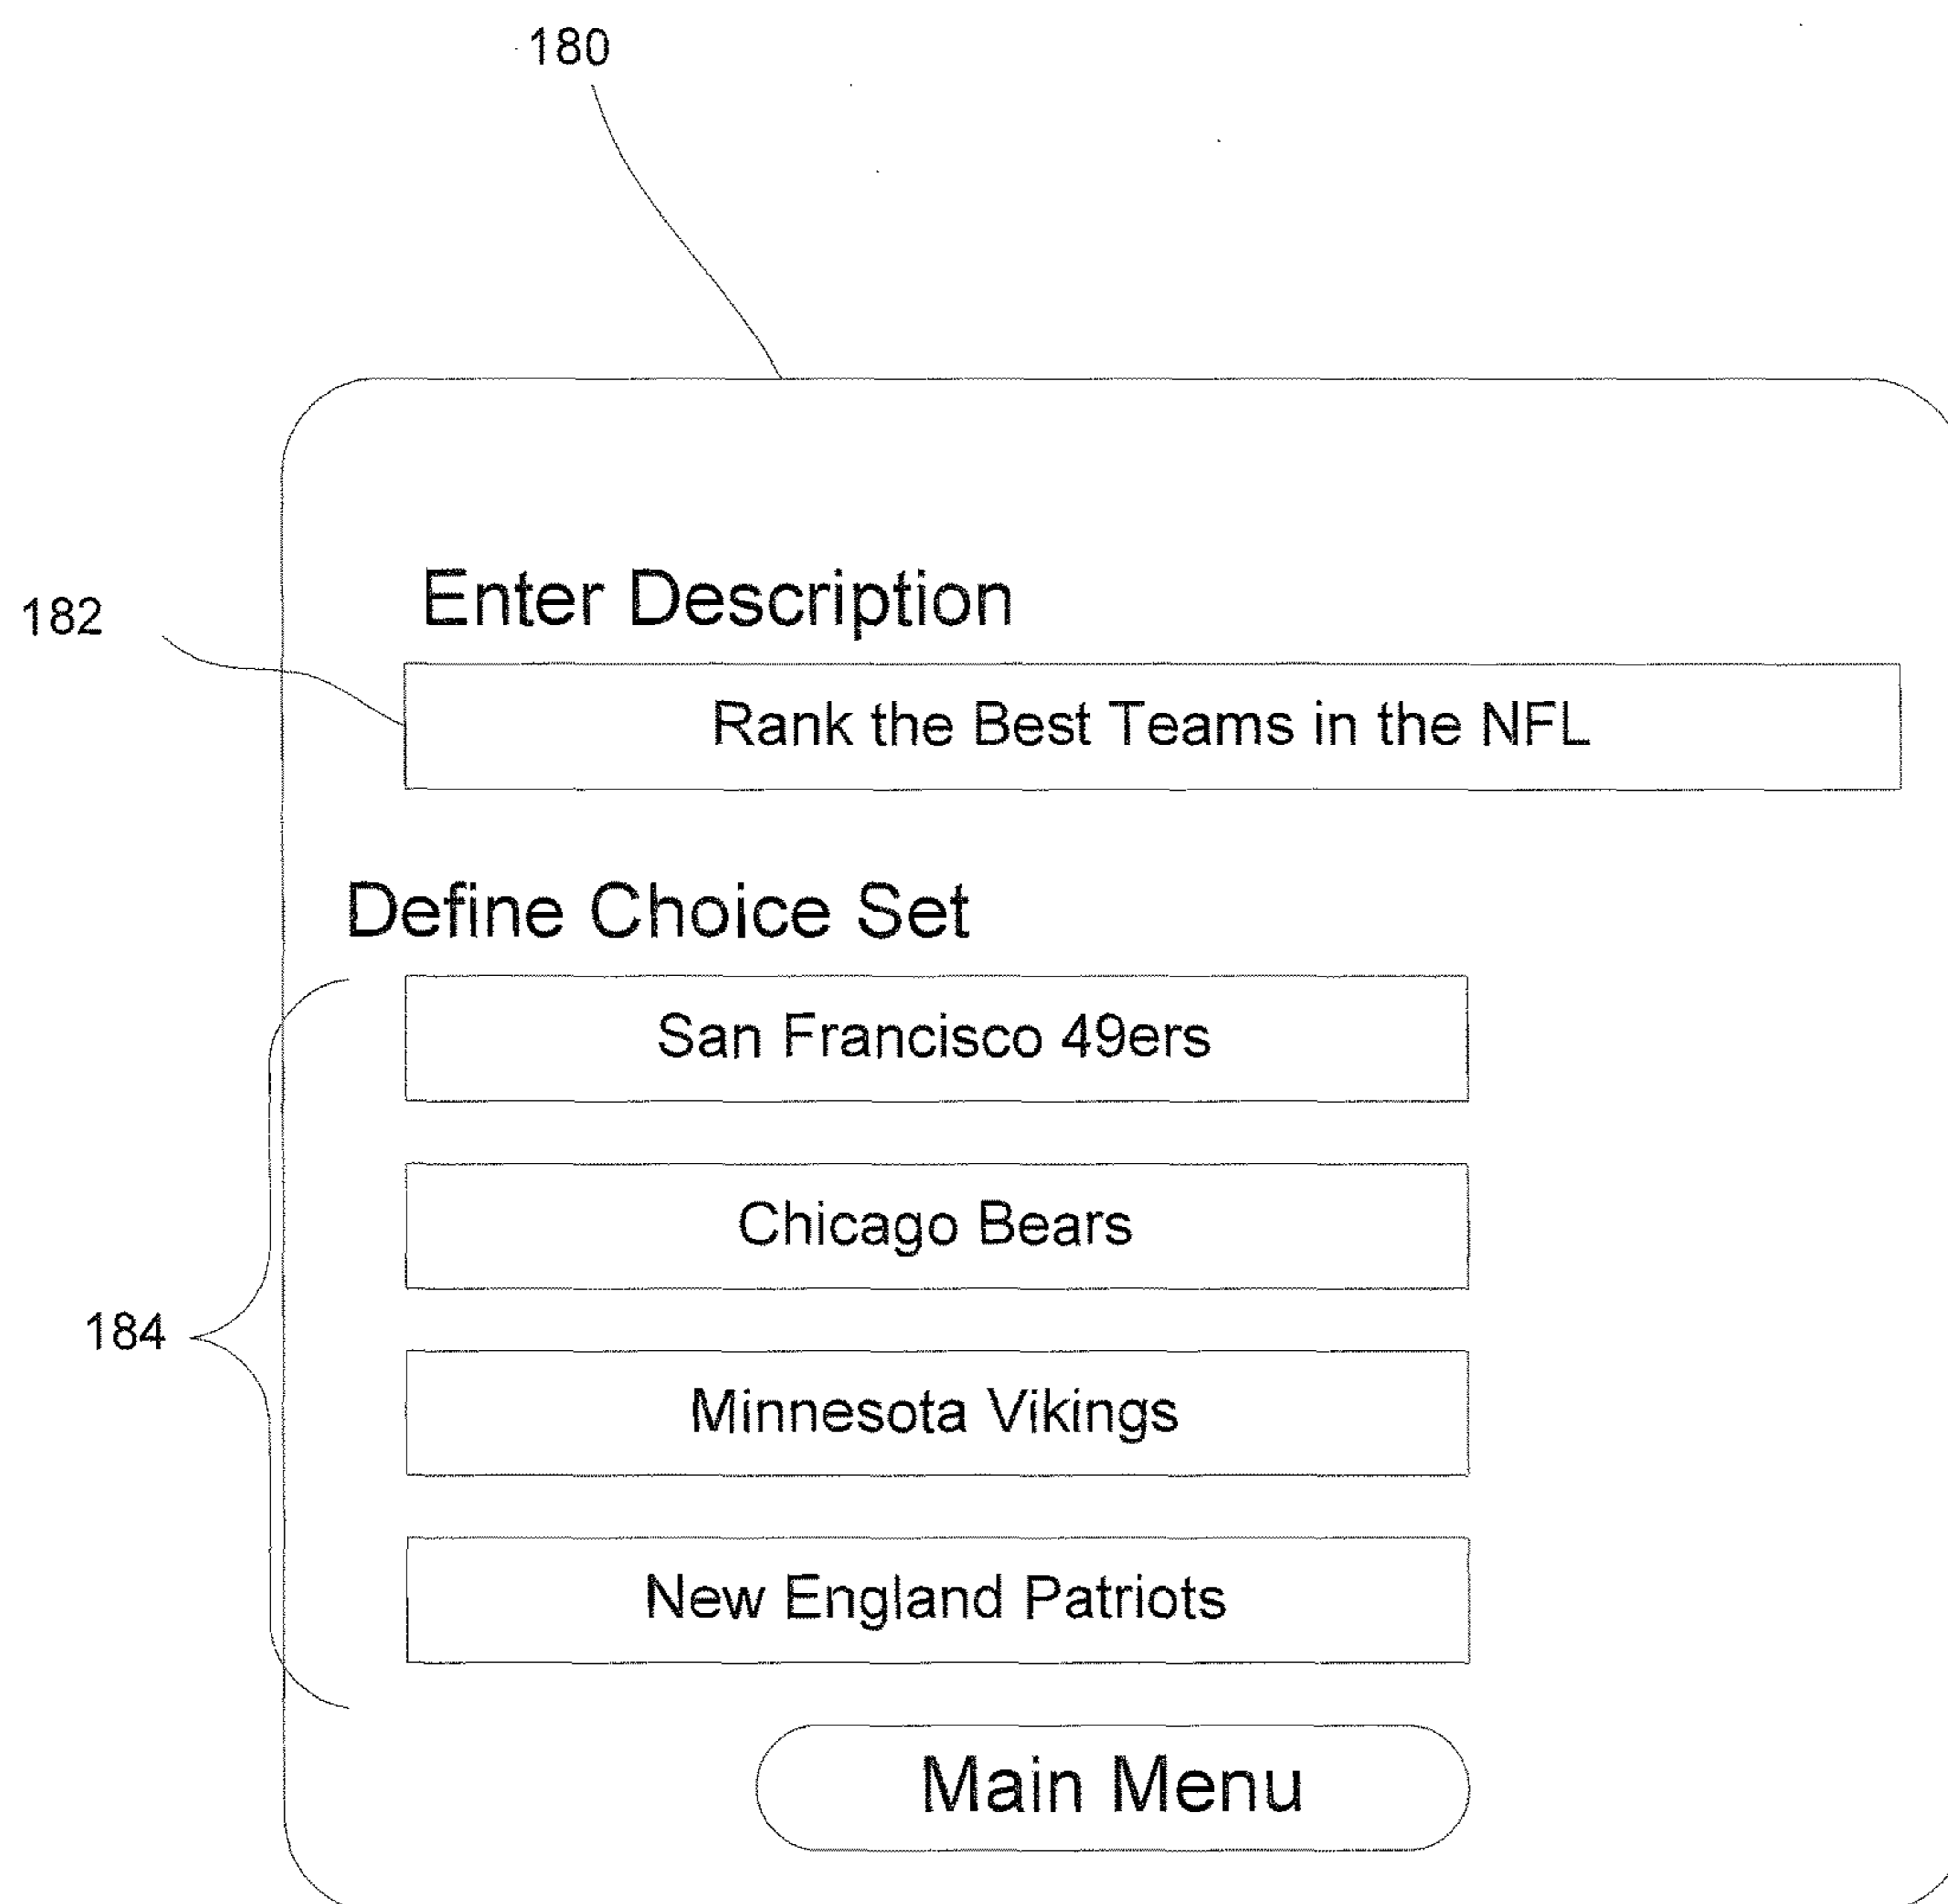 180
Enter Description
182
Rank the Best Teams in the NFL
Define Choice Set
San Francisco 49ers
Chicago Bears
184
Minnesota Vikings
New England Patriots
Main Menu